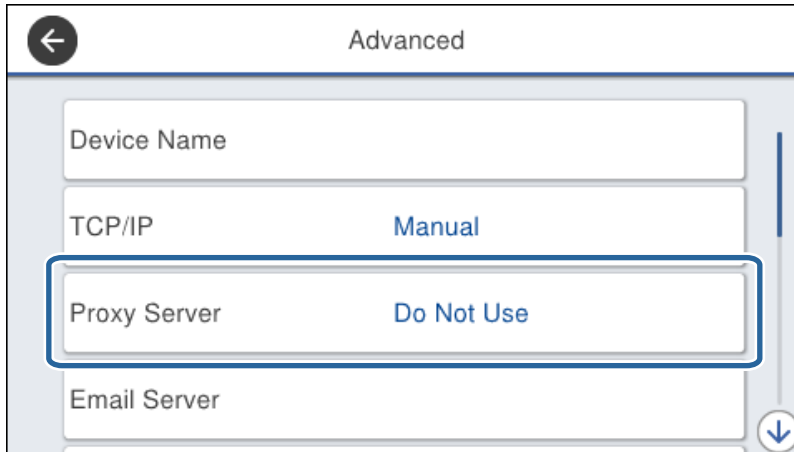 Advanced
Device Name
TCP/IP Manual
Proxy Server Do Not Use
Email Server